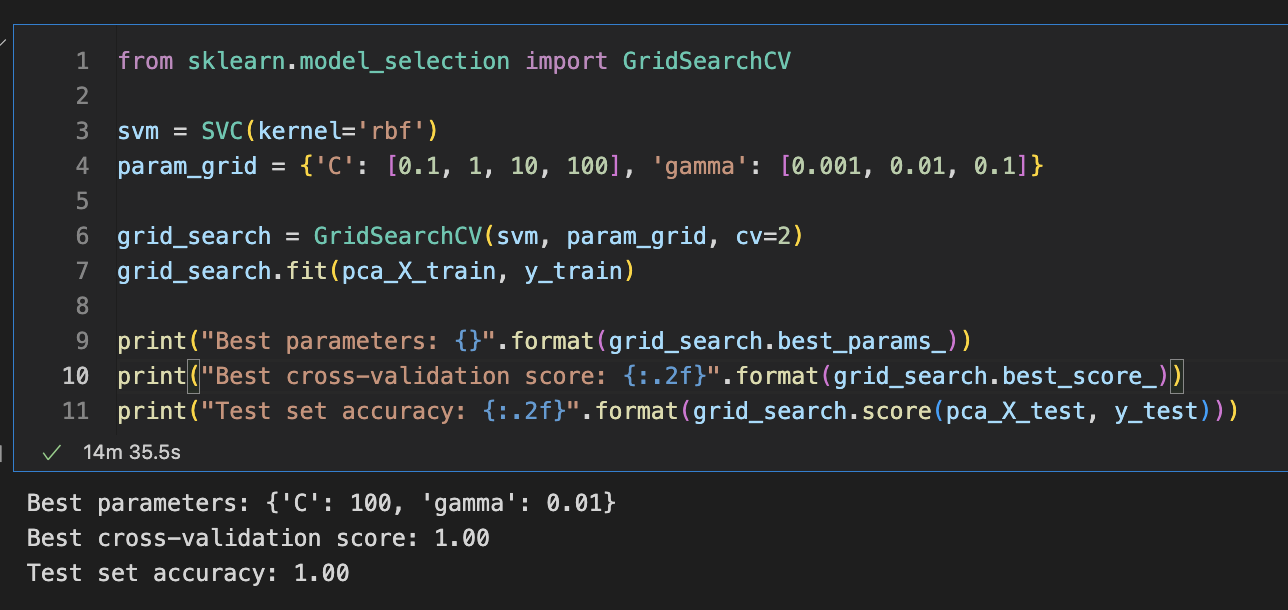 1 from sklearn.model_selection import GridSearchCV
2
3 svm = SVC(kernel='rbf')
4 param_grid = {'C': [0.1, 1, 10, 100], 'gamma': [0.001, 0.01, 0.1]}
5
6 grid_search = GridSearchCV(svm, param_grid, cv=2)
7 grid_search.fit(pca_X_train, y_train)
8
9 print("Best parameters: {}".format(grid_search.best_params_))
10 print("Best cross-validation score: {:.2f}".format(grid_search.best_score_))
11 print("Test set accuracy: {:.2f}".format(grid_search.score(pca_X_test, y_test)))
14m 35.5s
Best parameters: {'C': 100, 'gamma': 0.01}
Best cross-validation score: 1.00
Test set accuracy: 1.00